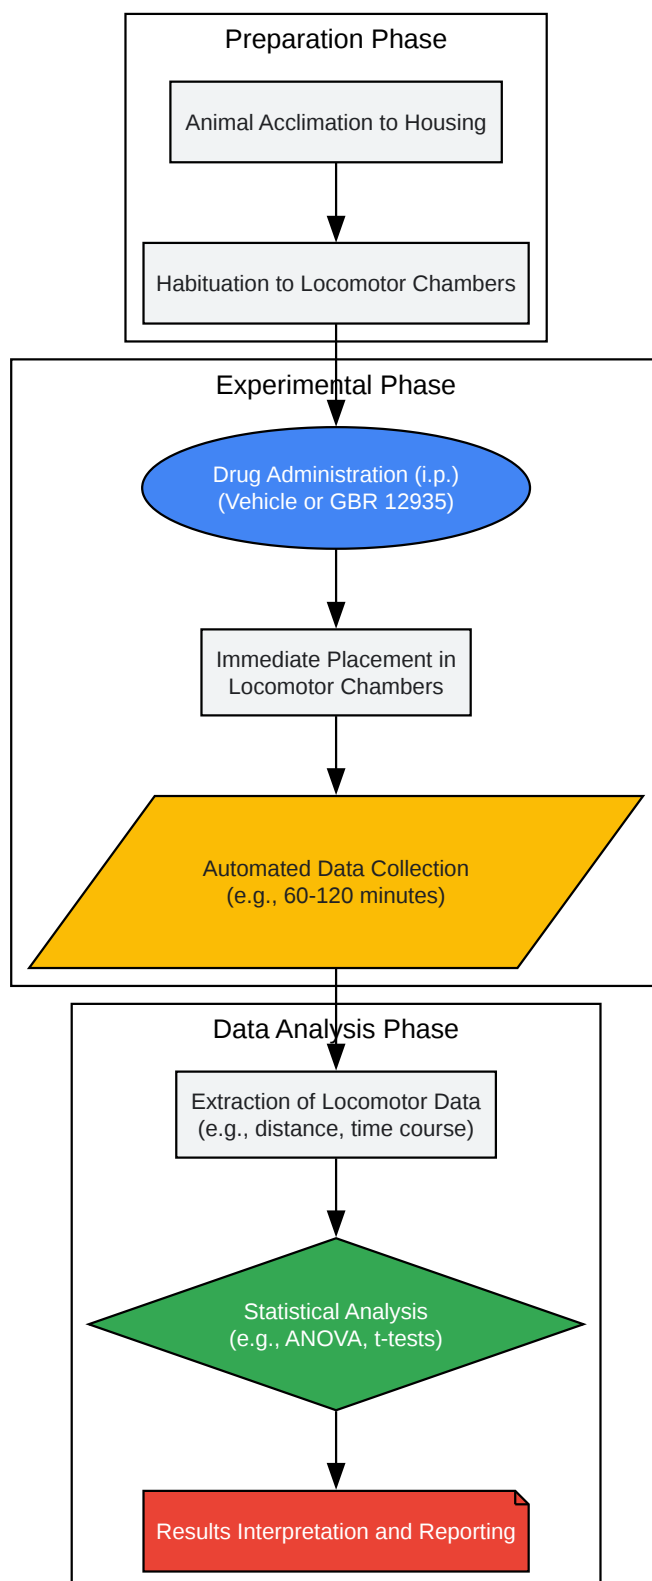 Preparation Phase
Animal Acclimation to Housing
Habituation to Locomotor Chambers
Experimental Phase
Drug Administration (i.p.)
(Vehicle or GBR 12935)
Immediate Placement in
Locomotor Chambers
Automated Data Collection
(e.g., 60-120 minutes)
Data Analysis Phase
Extraction of Locomotor Data
(e.g., distance, time course)
Statistical Analysis
(e.g., ANOVA, t-tests)
Results Interpretation and Reporting